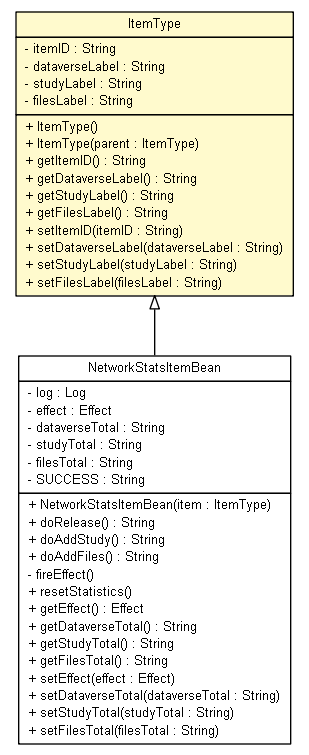 ItemType
- itemID : String
- dataverseLabel : String
- studyLabel : String
- filesLabel : String
+ ItemType()
+ ItemType(parent : ItemType)
+ getItemID() : String
+ getDataverseLabel() : String
+ getStudyLabel() : String
+ getFilesLabel() : String
+ setItemID(itemID : String)
+ setDataverseLabel(dataverseLabel : String)
+ setStudyLabel(studyLabel : String)
+ setFilesLabel(filesLabel : String)
NetworkStatsItemBean
- log : Log
- effect : Effect
- dataverseTotal : String
- studyTotal : String
- filesTotal : String
- SUCCESS : String
+ NetworkStatsItemBean(item : ItemType)
+ doRelease() : String
+ doAddStudy() : String
+ doAddFiles() : String
- fireEffect()
+ resetStatistics()
+ getEffect() : Effect
+ getDataverseTotal() : String
+ getStudyTotal() : String
+ getFilesTotal() : String
+ setEffect(effect : Effect)
+ setDataverseTotal(dataverseTotal : String)
+ setStudyTotal(studyTotal : String)
+ setFilesTotal(filesTotal : String)